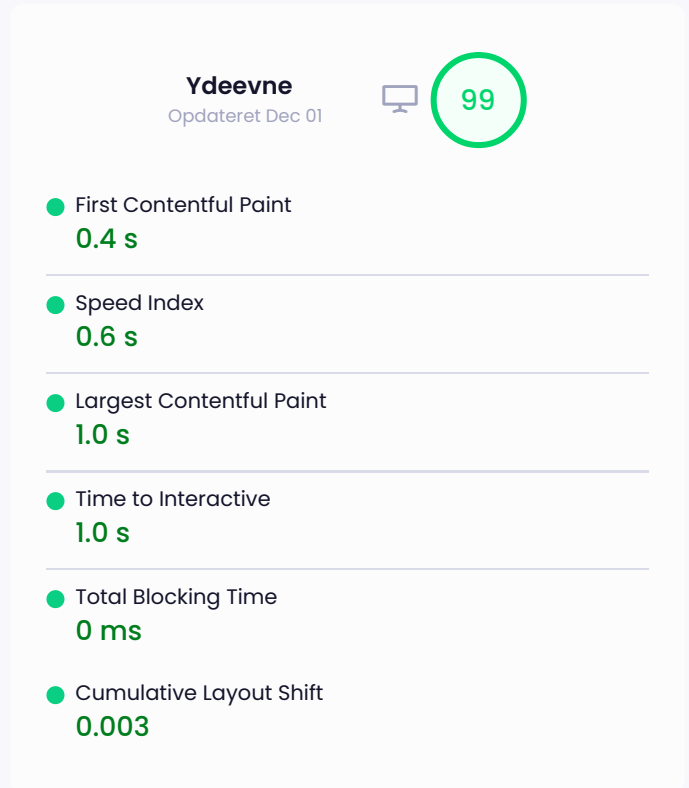 Ydeevne
Opdateret Dec 01
99
First Contentful Paint
0.4 s
Speed Index
0.6 s
Largest Contentful Paint
1.0 s
Time to Interactive
1.0 s
Total Blocking Time
0 ms
Cumulative Layout Shift
0.003